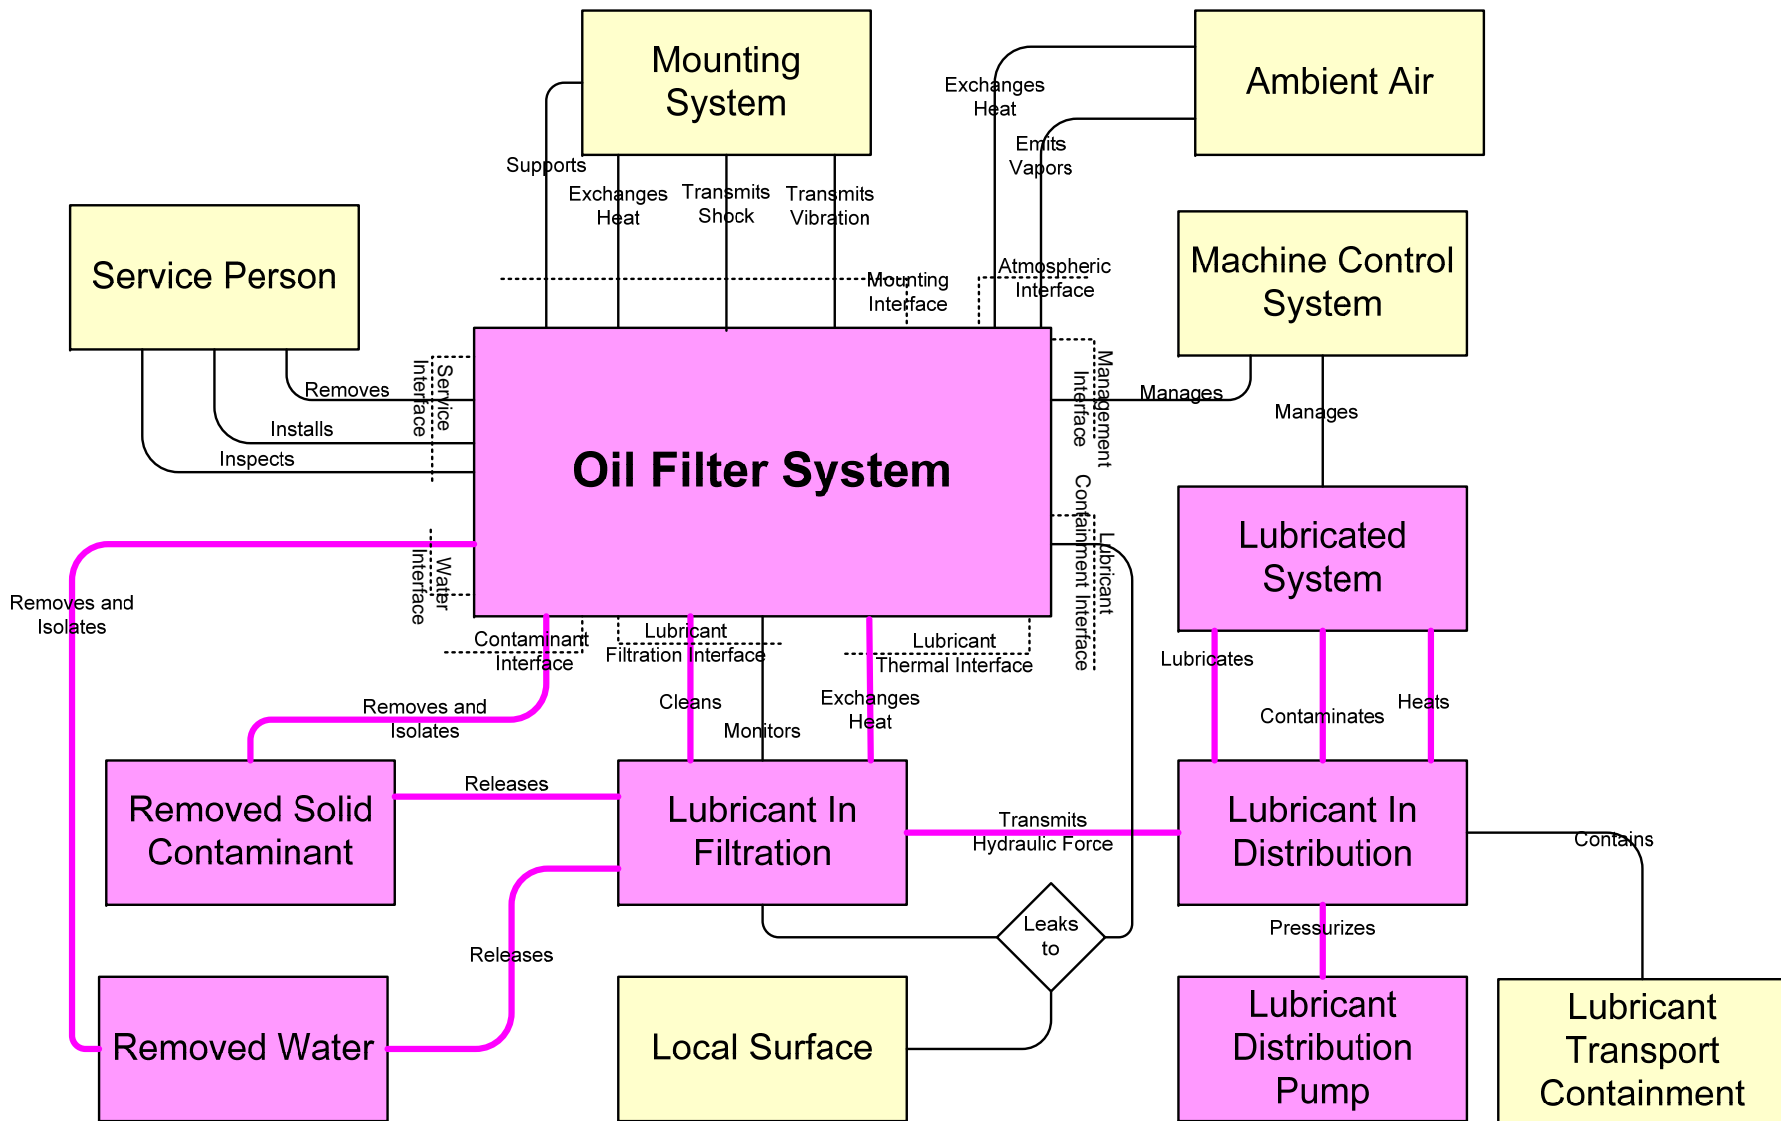 Mounting
System
Ambient Air
Exchanges
Heat
Emits
Vapors
Supports
Exchanges
Heat
Transmits
Shock
Transmits
Vibration
Service Person
Machine Control
System
Mounting
Interface
Atmospheric
Interface
Removes
Installs
Inspects
Service
Interface
Management
Interface
Manages
Manages
Oil Filter System
Lubricated
System
Water
Interface
Lubricant
Containment Interface
Removes and
Isolates
Contaminant
Interface
Lubricant
Filtration Interface
Lubricant
Thermal Interface
Lubricates
Contaminates
Heats
Removes and
Isolates
Cleans
Monitors
Exchanges
Heat
Removed Solid
Contaminant
Releases
Lubricant In
Filtration
Transmits
Hydraulic Force
Lubricant In
Distribution
Contains
Releases
Leaks
to
Pressurizes
Removed Water
Local Surface
Lubricant
Distribution
Pump
Lubricant
Transport
Containment